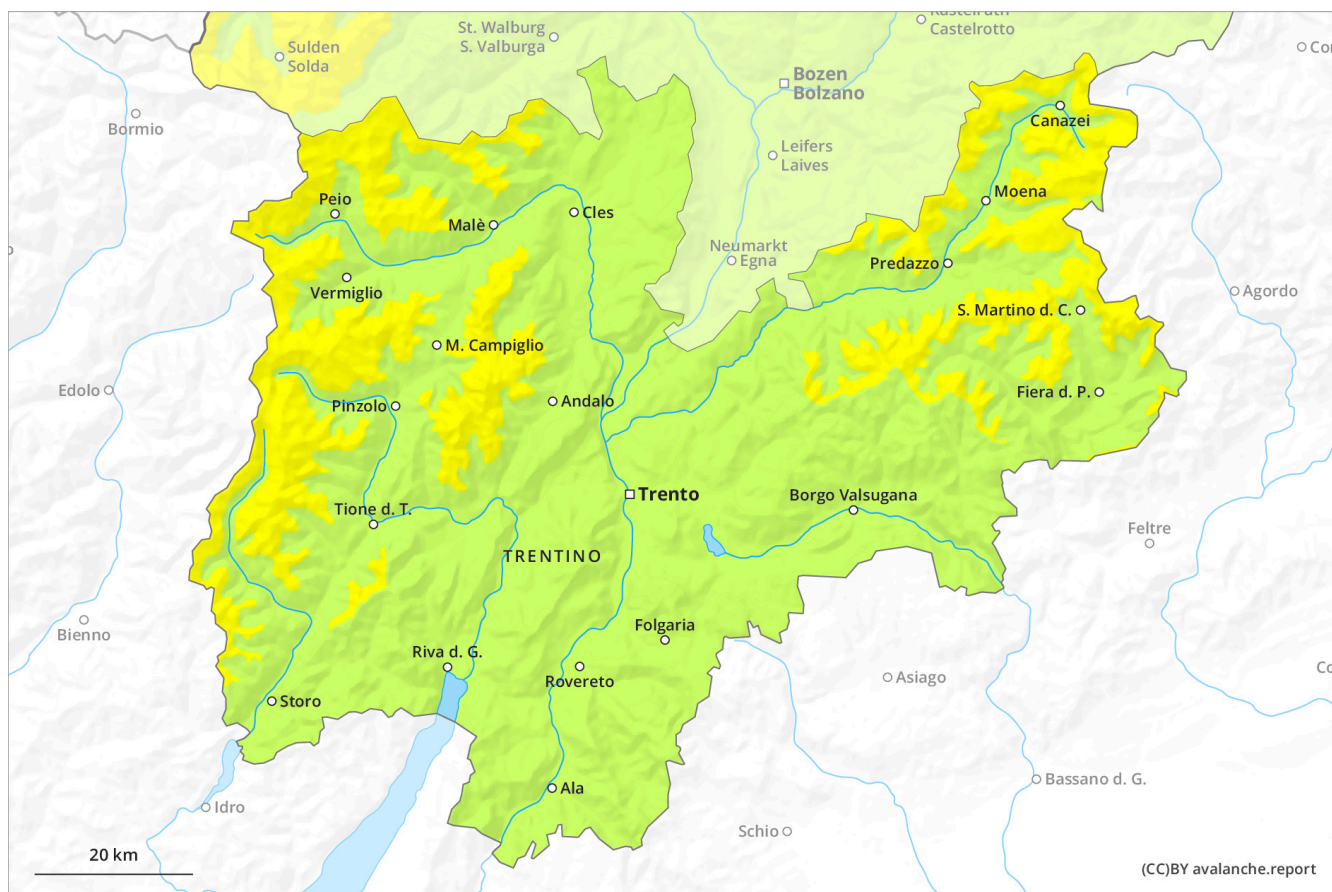 Kastelruth
Castelrotto
St. Walburg
S. Valburga
Sulden
Solda
Bozen
Bolzano
Canazei
Bormio
Leifers
Laives
Moena
Peio
Malè
Cles
Neumarkt
Egna
Predazzo
Vermiglio
Agordo
S. Martino d. C.
M. Campiglio
Edolo
Pinzolo
Andalo
Fiera d. P.
Trento
Borgo Valsugana
Tione d. T.
Feltre
TRENTINO
Bienno
Folgaria
Riva d. G.
Rovereto
Asiago
Storo
Bassano d. G.
Ala
Idro
Schio
20 km
(CC)BY avalanche.report